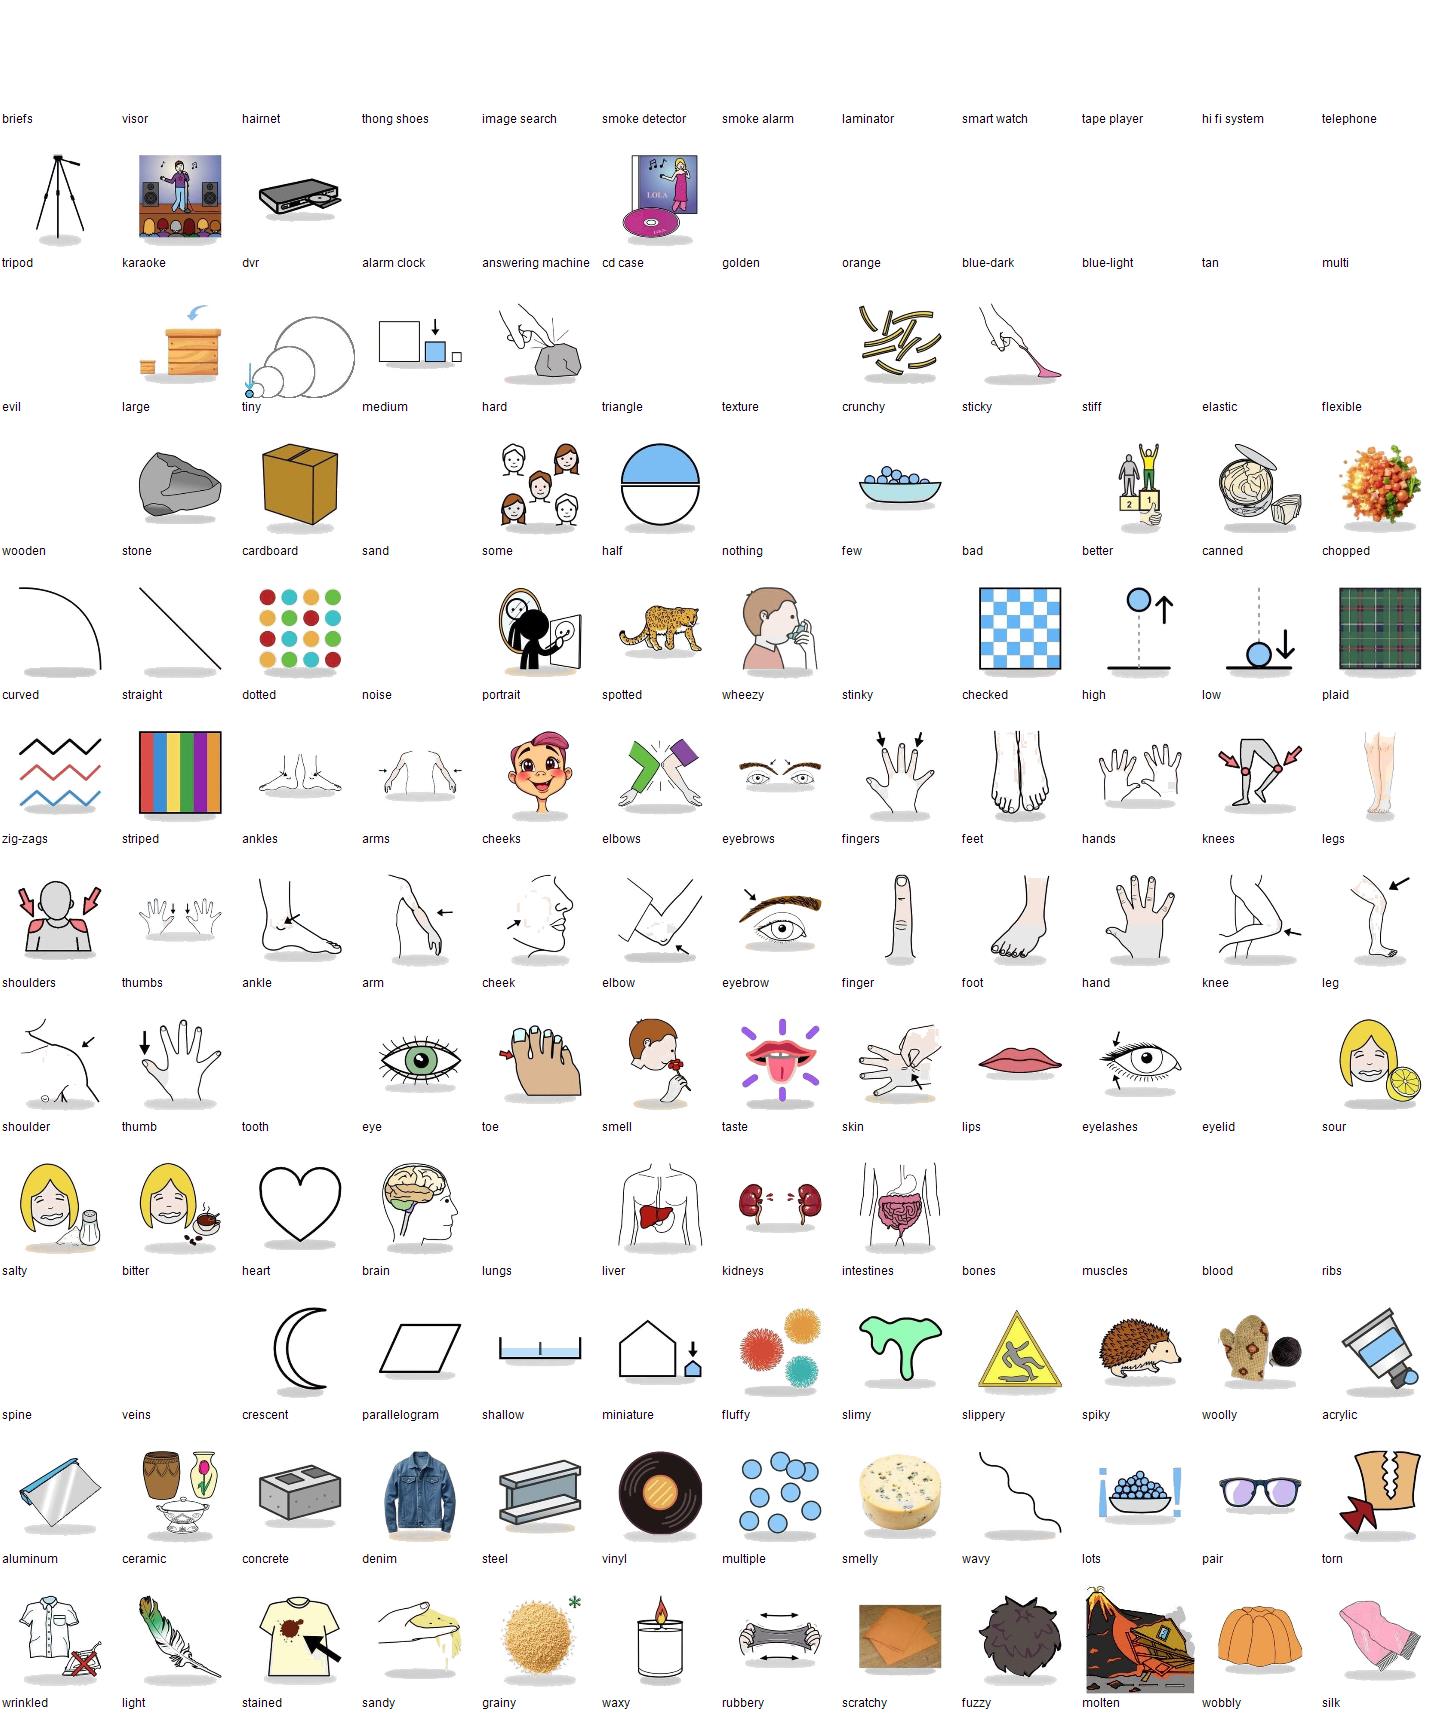 briefs visor hairnet thong shoes image search smoke detector smoke alarm laminator smart watch tape player hi fi system telephone
LOLA
tripod karaoke dvr alarm clock answering machine cd case golden orange blue-dark blue-light tan multi
evil large tiny medium hard triangle texture crunchy sticky stiff elastic flexible
2 1
wooden stone cardboard sand some half nothing few bad better canned chopped
curved straight dotted noise portrait spotted wheezy stinky checked high low plaid
zig-zags striped ankles arms cheeks elbows eyebrows fingers feet hands knees legs
shoulders thumbs ankle arm cheek elbow eyebrow finger foot hand knee leg
shoulder thumb tooth eye toe smell taste skin lips eyelashes eyelid sour
salty bitter heart brain lungs liver kidneys intestines bones muscles blood ribs
spine veins crescent parallelogram shallow miniature fluffy slimy slippery spiky woolly acrylic
¡ !
aluminum ceramic concrete denim steel vinyl multiple smelly wavy lots pair torn
*
wrinkled light stained sandy grainy waxy rubbery scratchy fuzzy molten wobbly silk